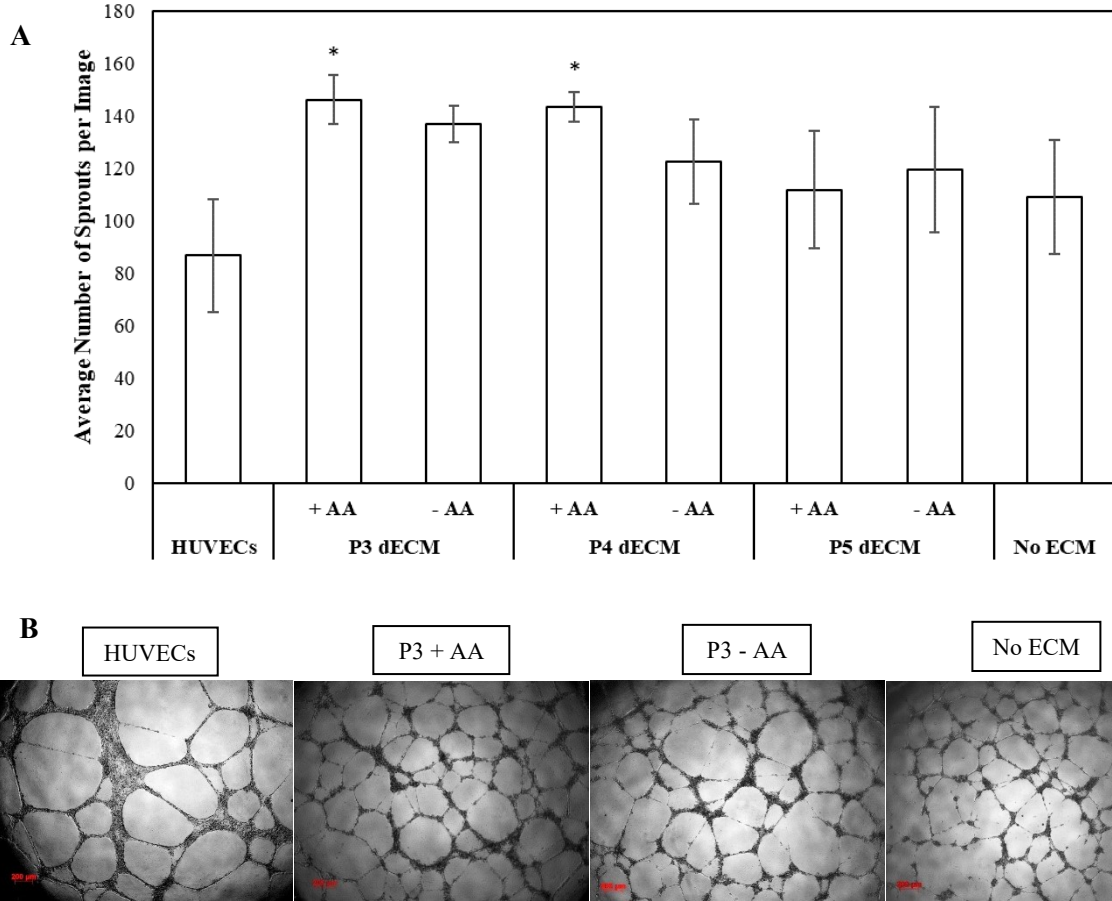 A
Average Number of Sprouts per Image
180
160
140
120
100
80
60
40
20
0
*
*
+ AA
- AA
+ AA
- AA
+ AA
- AA
HUVECs
P3 dECM
P4 dECM
P5 dECM
No ECM
B
HUVECs
P3 + AA
P3 - AA
No ECM
200 µm